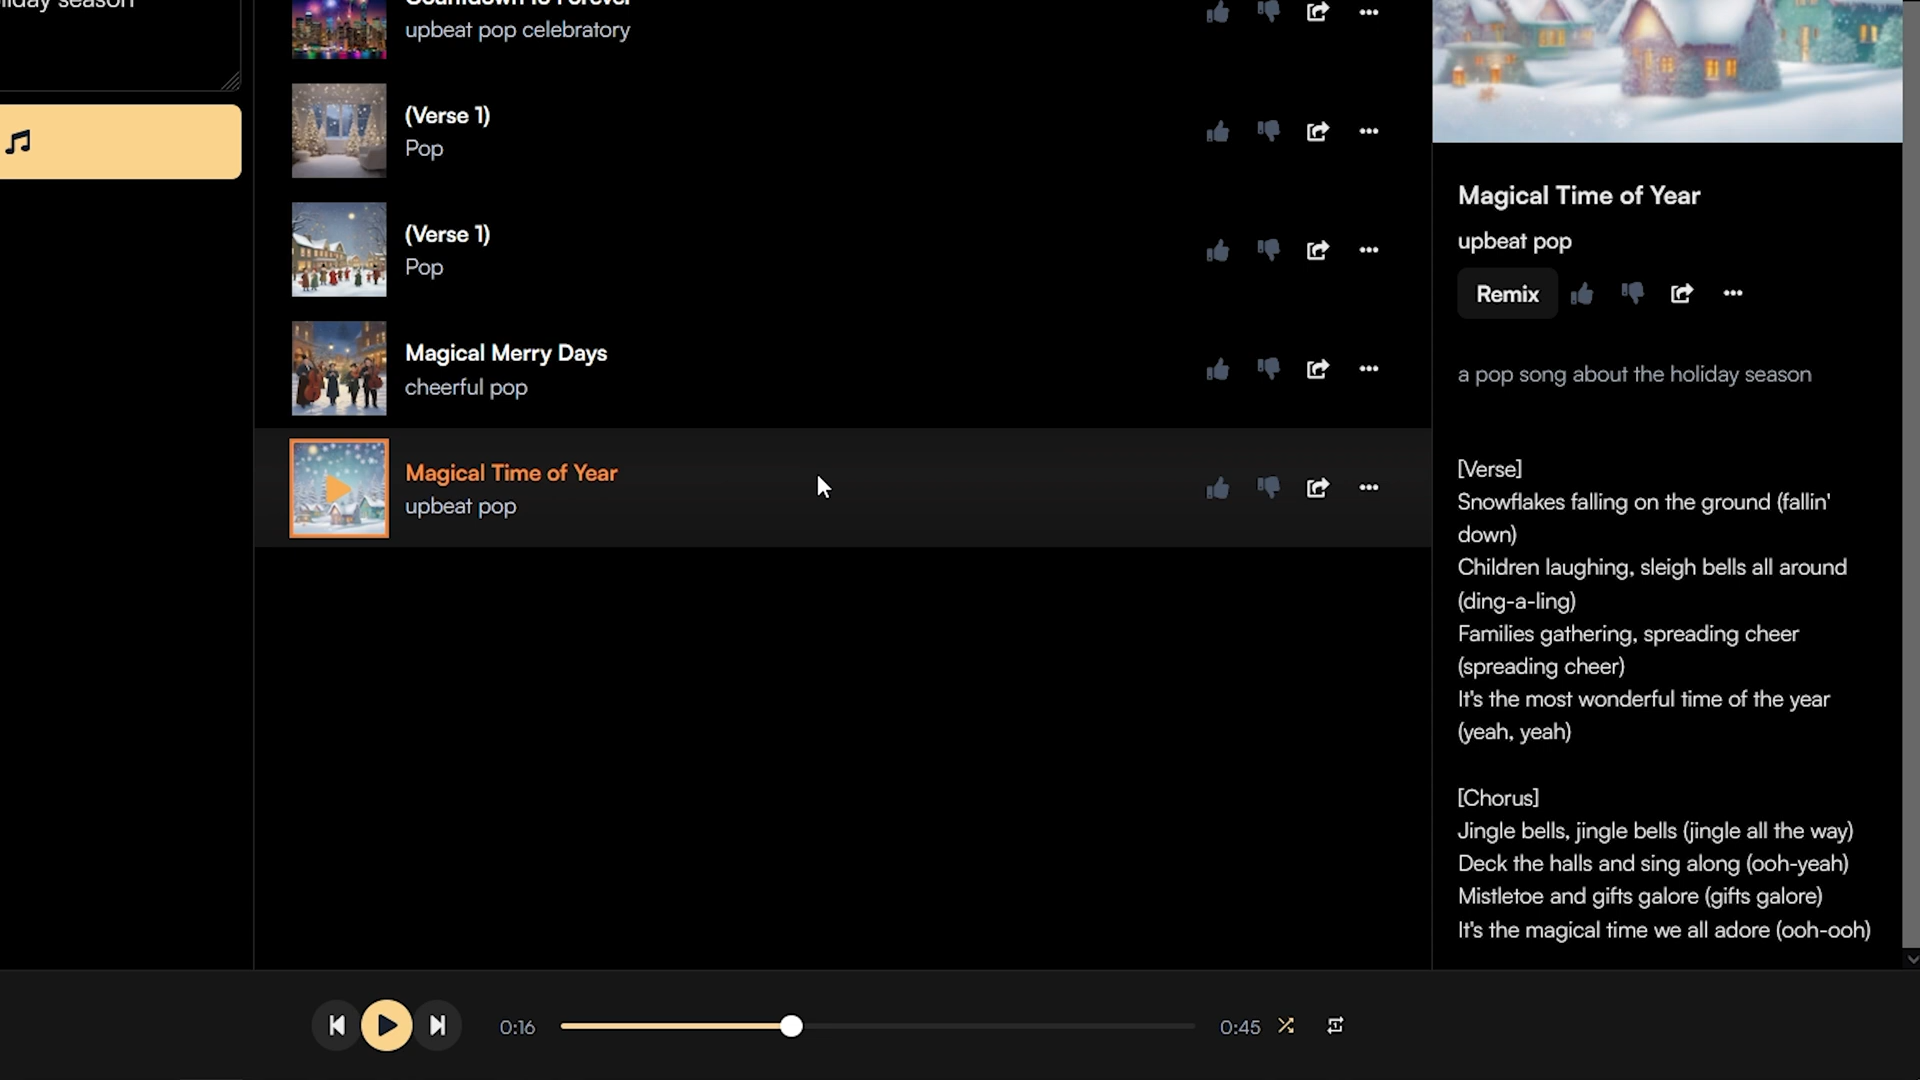 holiday season
Countdown to Forever
upbeat pop celebratory
(Verse 1)
Pop
(Verse 1)
Pop
Magical Merry Days
cheerful pop
Magical Time of Year
upbeat pop
Magical Time of Year
upbeat pop
Remix
a pop song about the holiday season
[Verse]
Snowflakes falling on the ground (fallin'
down)
Children laughing, sleigh bells all around
(ding-a-ling)
Families gathering, spreading cheer
(spreading cheer)
It's the most wonderful time of the year
(yeah, yeah)
[Chorus]
Jingle bells, jingle bells (jingle all the way)
Deck the halls and sing along (ooh-yeah)
Mistletoe and gifts galore (gifts galore)
It's the magical time we all adore (ooh-ooh)
0:16
0:45